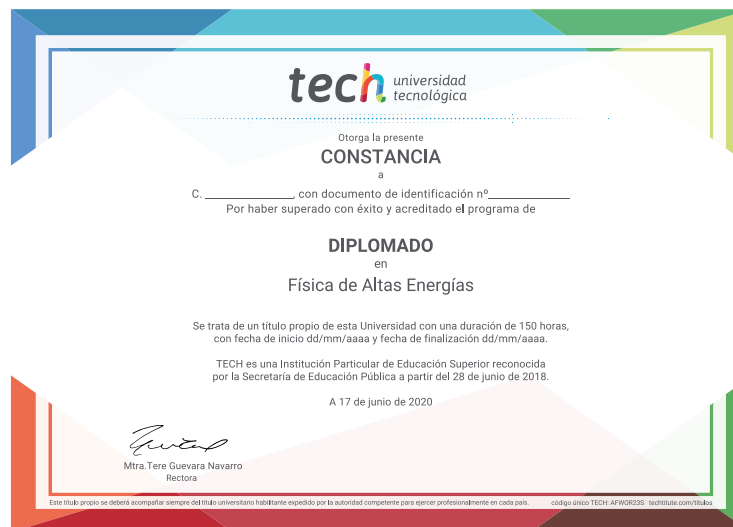 tech universidad
tecnológica
Otorga la presente
CONSTANCIA
a
C. ______________, con documento de identificación nº______________
Por haber superado con éxito y acreditado el programa de
DIPLOMADO
en
Física de Altas Energías
Se trata de un título propio de esta Universidad con una duración de 150 horas,
con fecha de inicio dd/mm/aaaa y fecha de finalización dd/mm/aaaa.
TECH es una Institución Particular de Educación Superior reconocida
por la Secretaría de Educación Pública a partir del 28 de junio de 2018.
A 17 de junio de 2020
Mtra.Tere Guevara Navarro
Rectora
Este título propio se deberá acompañar siempre del título universitario habilitante expedido por la autoridad competente para ejercer profesionalmente en cada país. código único TECH: AFWOR23S techtitute.com/titulos